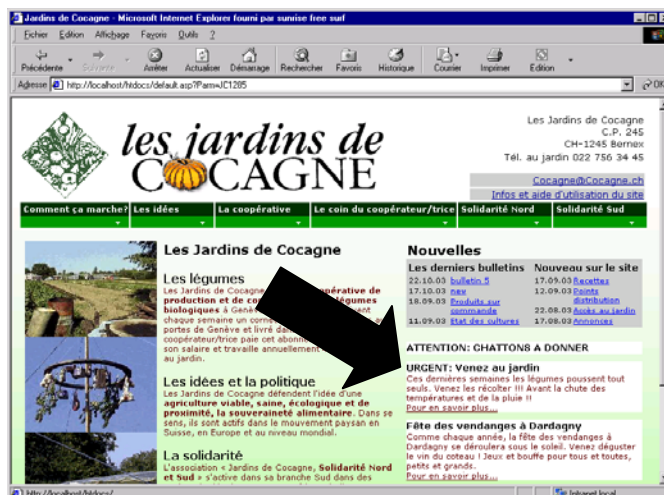 Jardins de Cocagne - Microsoft Internet Explorer fourni par sunrise free surf
Fichier Edition Affichage Favoris Outils ?
Précédente Suivante Arrêter Actualiser Démarrage Rechercher Favoris Historique Courrier Imprimer Edition
Adresse http://localhost/htdocs/default.asp?Param=JC1285 OK
les jardins de
COCAGNE
Les Jardins de Cocagne
C.P. 245
CH-1245 Bernex
Tél. au jardin 022 756 34 45
Cocagne@Cocagne.ch
Infos et aide d'utilisation du site
Comment ça marche? Les idées La coopérative Le coin du coopérateur/trice Solidarité Nord Solidarité Sud
Les Jardins de Cocagne
Les légumes
Les Jardins de Cocagne pérative de
production et de co légumes
biologiques à Genè vent
chaque semaine un corne au
portes de Genève et livré da
coopérateur/trice paie cet abonne
son salaire et travaille annuellement
au jardin.
Les idées et la politique
Les Jardins de Cocagne défendent l'idée d'une
agriculture viable, saine, écologique et de
proximité, la souveraineté alimentaire. Dans se
sens, ils sont actifs dans le mouvement paysan en
Suisse, en Europe et au niveau mondial.
La solidarité
L'association « Jardins de Cocagne, Solidarité Nord
et Sud » s'active dans sa branche Sud dans des
Nouvelles
Les derniers bulletins
22.10.03 bulletin 5
17.10.03 new
18.09.03 Produits sur
commande
11.09.03 Etat des cultures
Nouveau sur le site
17.09.03 Recettes
12.09.03 Points
distribution
22.08.03 Accès au jardin
17.08.03 Annonces
ATTENTION: CHATTONS A DONNER
URGENT: Venez au jardin
Ces dernières semaines les légumes poussent tout
seuls. Venez les récolter !!! Avant la chute des
températures et de la pluie !!
Pour en savoir plus...
Fête des vendanges à Dardagny
Comme chaque année, la fête des vendanges à
Dardagny se déroulera sous le soleil. Venez déguster
le vin du coteau ! Jeux et bouffe pour tous et toutes,
petits et grands.
Pour en savoir plus...
http://localhost/htdocs/ Intranet local